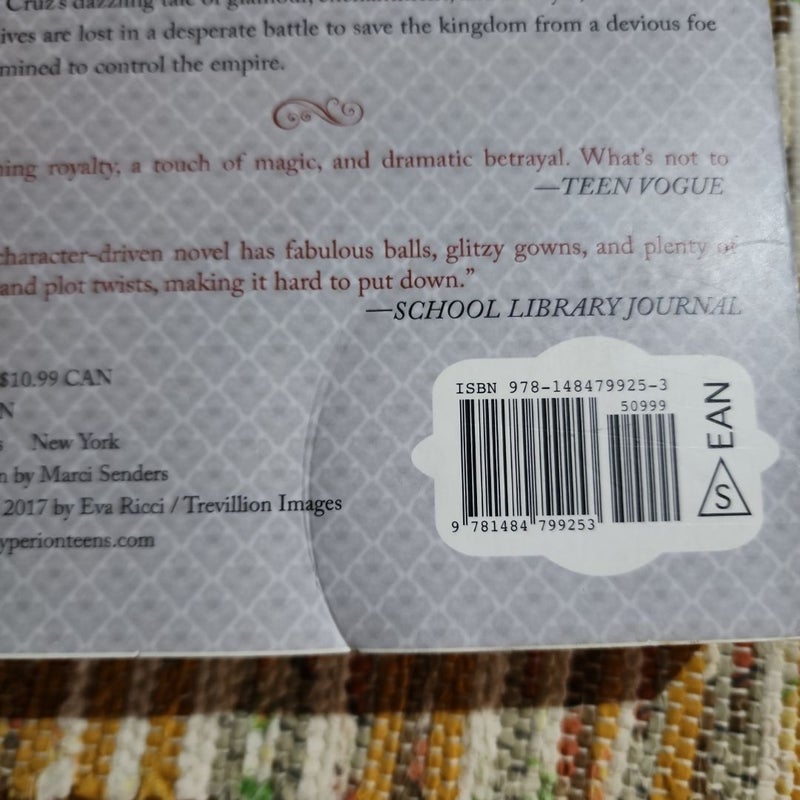 Cruz's dazzling tale of glamour,
ives are lost in a desperate battle to save the kingdom from a devious foe
mined to control the empire.
ning royalty, a touch of magic, and dramatic betrayal. What's not to
—TEEN VOGUE
character-driven novel has fabulous balls, glitzy gowns, and plenty of
and plot twists, making it hard to put down.”
—SCHOOL LIBRARY JOURNAL
$10.99 CAN
N
s New York
n by Marci Senders
2017 by Eva Ricci / Trevillion Images
yperionteens.com
ISBN 978-148479925-3
50999
EAN
S
9 781484 799253